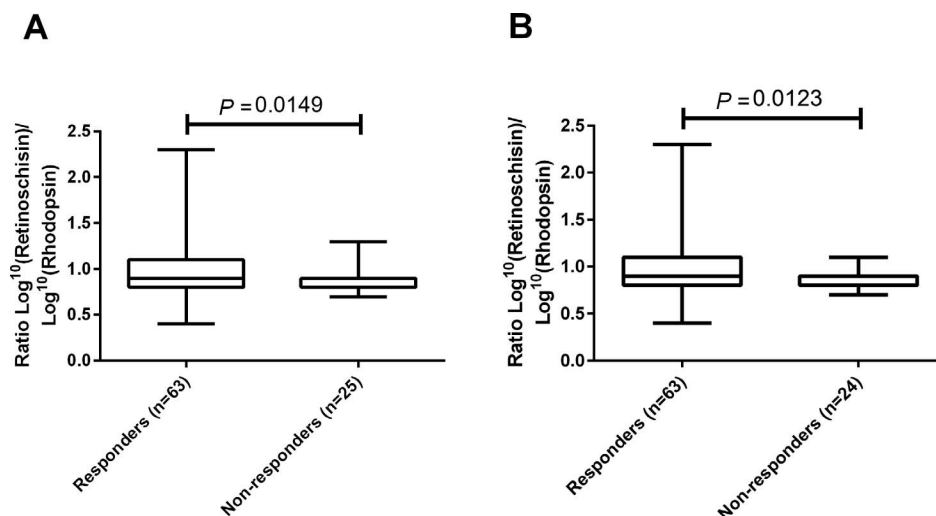 A
P = 0.0149
Ratio Log¹⁰(Retinoschisin)/
Log¹⁰(Rhodopsin)
2.5
2.0
1.5
1.0
0.5
0.0
Responders (n=63)
Non-responders (n=25)
B
P = 0.0123
Ratio Log¹⁰(Retinoschisin)/
Log¹⁰(Rhodopsin)
2.5
2.0
1.5
1.0
0.5
0.0
Responders (n=63)
Non-responders (n=24)